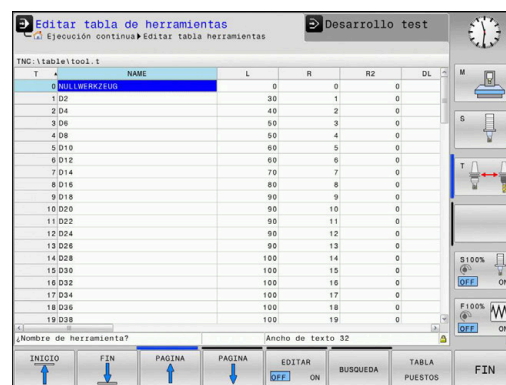 Editar tabla de herramientas
Ejecución continua Editar tabla herramientas
Desarrollo test
TNC:\table\tool.t
T NAME L R R2 DL
0 NULLWERKZEUG 0 0 0
1 D2 30 1 0
2 D4 40 2 0
3 D6 50 3 0
4 D8 50 4 0
5 D10 60 5 0
6 D12 60 6 0
7 D14 70 7 0
8 D16 80 8 0
9 D18 90 9 0
10 D20 90 10 0
11 D22 90 11 0
12 D24 90 12 0
13 D26 90 13 0
14 D28 100 14 0
15 D30 100 15 0
16 D32 100 16 0
17 D34 100 17 0
18 D36 100 18 0
19 D38 100 19 0
¿Nombre de herramienta? Ancho de texto 32
M
S
T
S100%
OFF ON
F100%
OFF ON
INICIO
FIN
PAGINA
PAGINA
EDITAR
OFF ON
BUSQUEDA
TABLA
PUESTOS
FIN